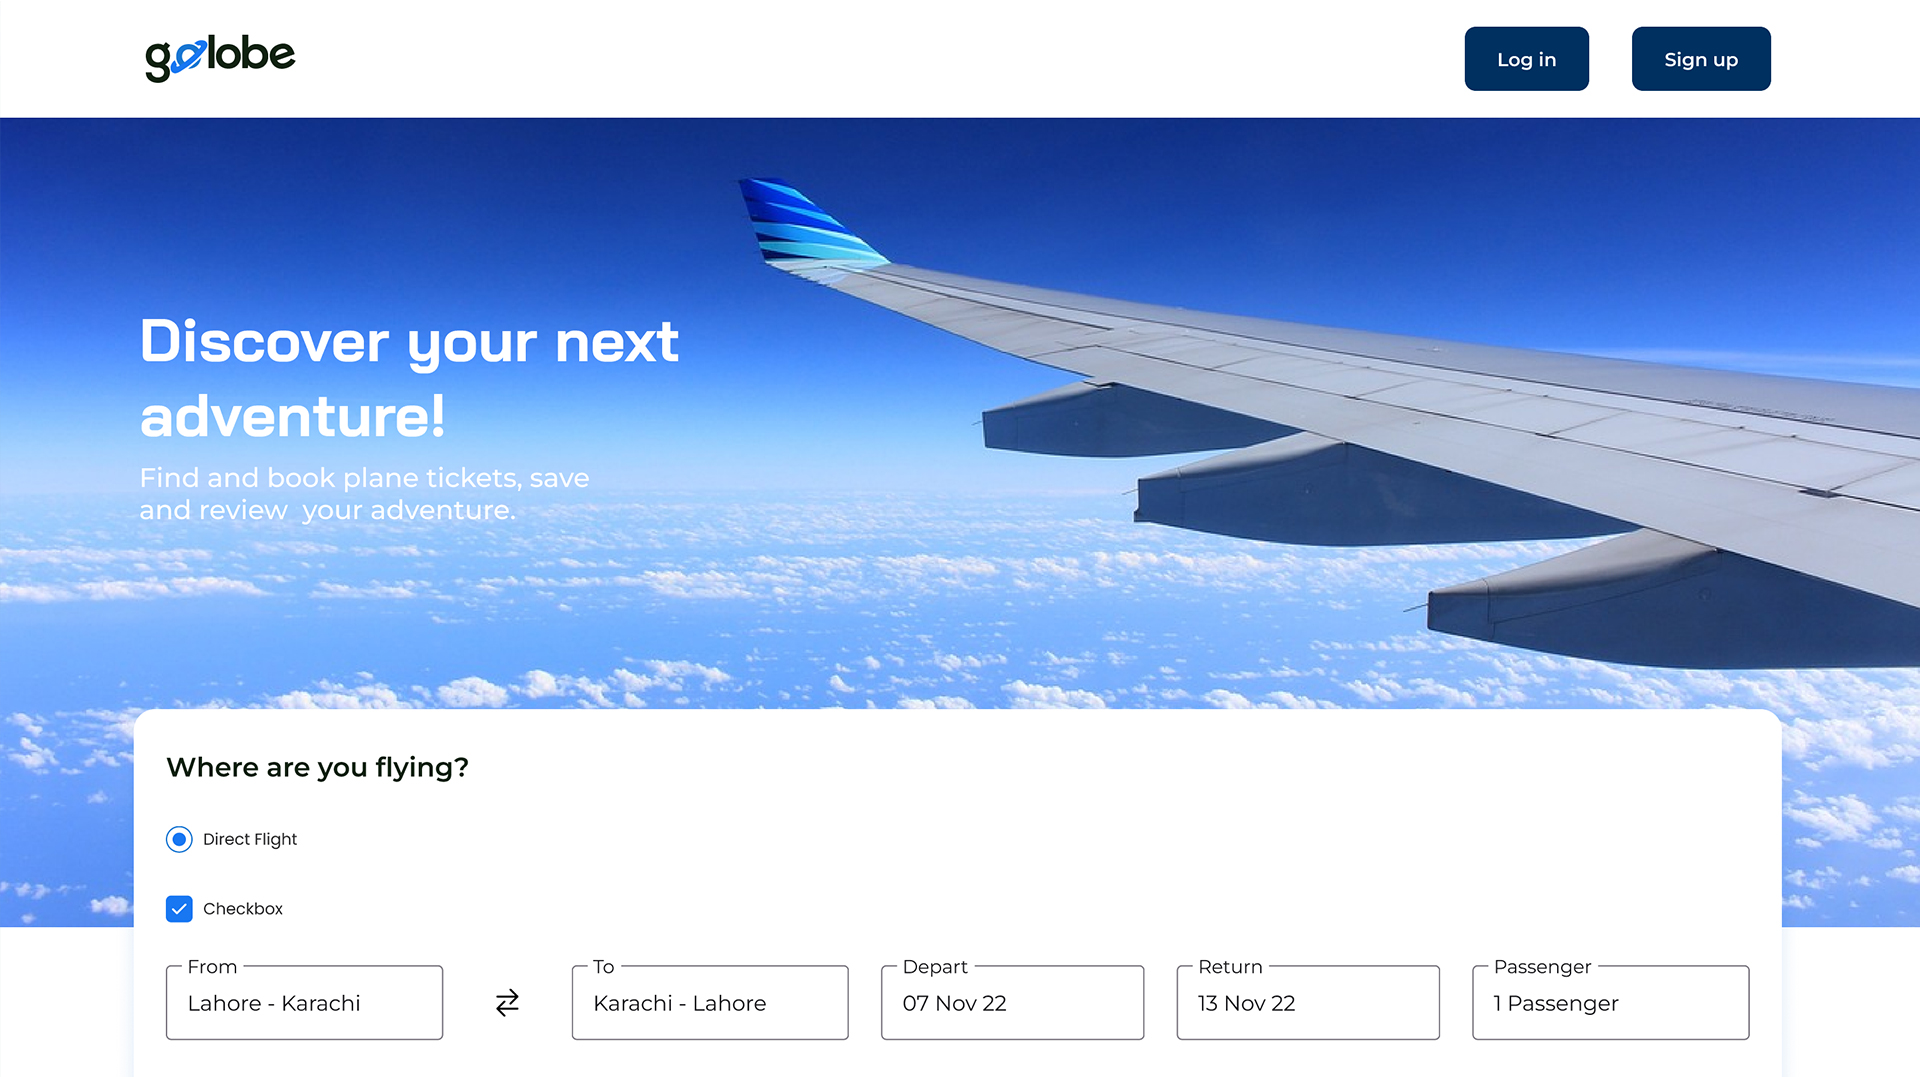 golobe
Log in
Sign up
Discover your next
adventure!
Find and book plane tickets, save
and review  your adventure.
Where are you flying?
Direct Flight
Checkbox
From
Lahore - Karachi
To
Karachi - Lahore
Depart
07 Nov 22
Return
13 Nov 22
Passenger
1 Passenger